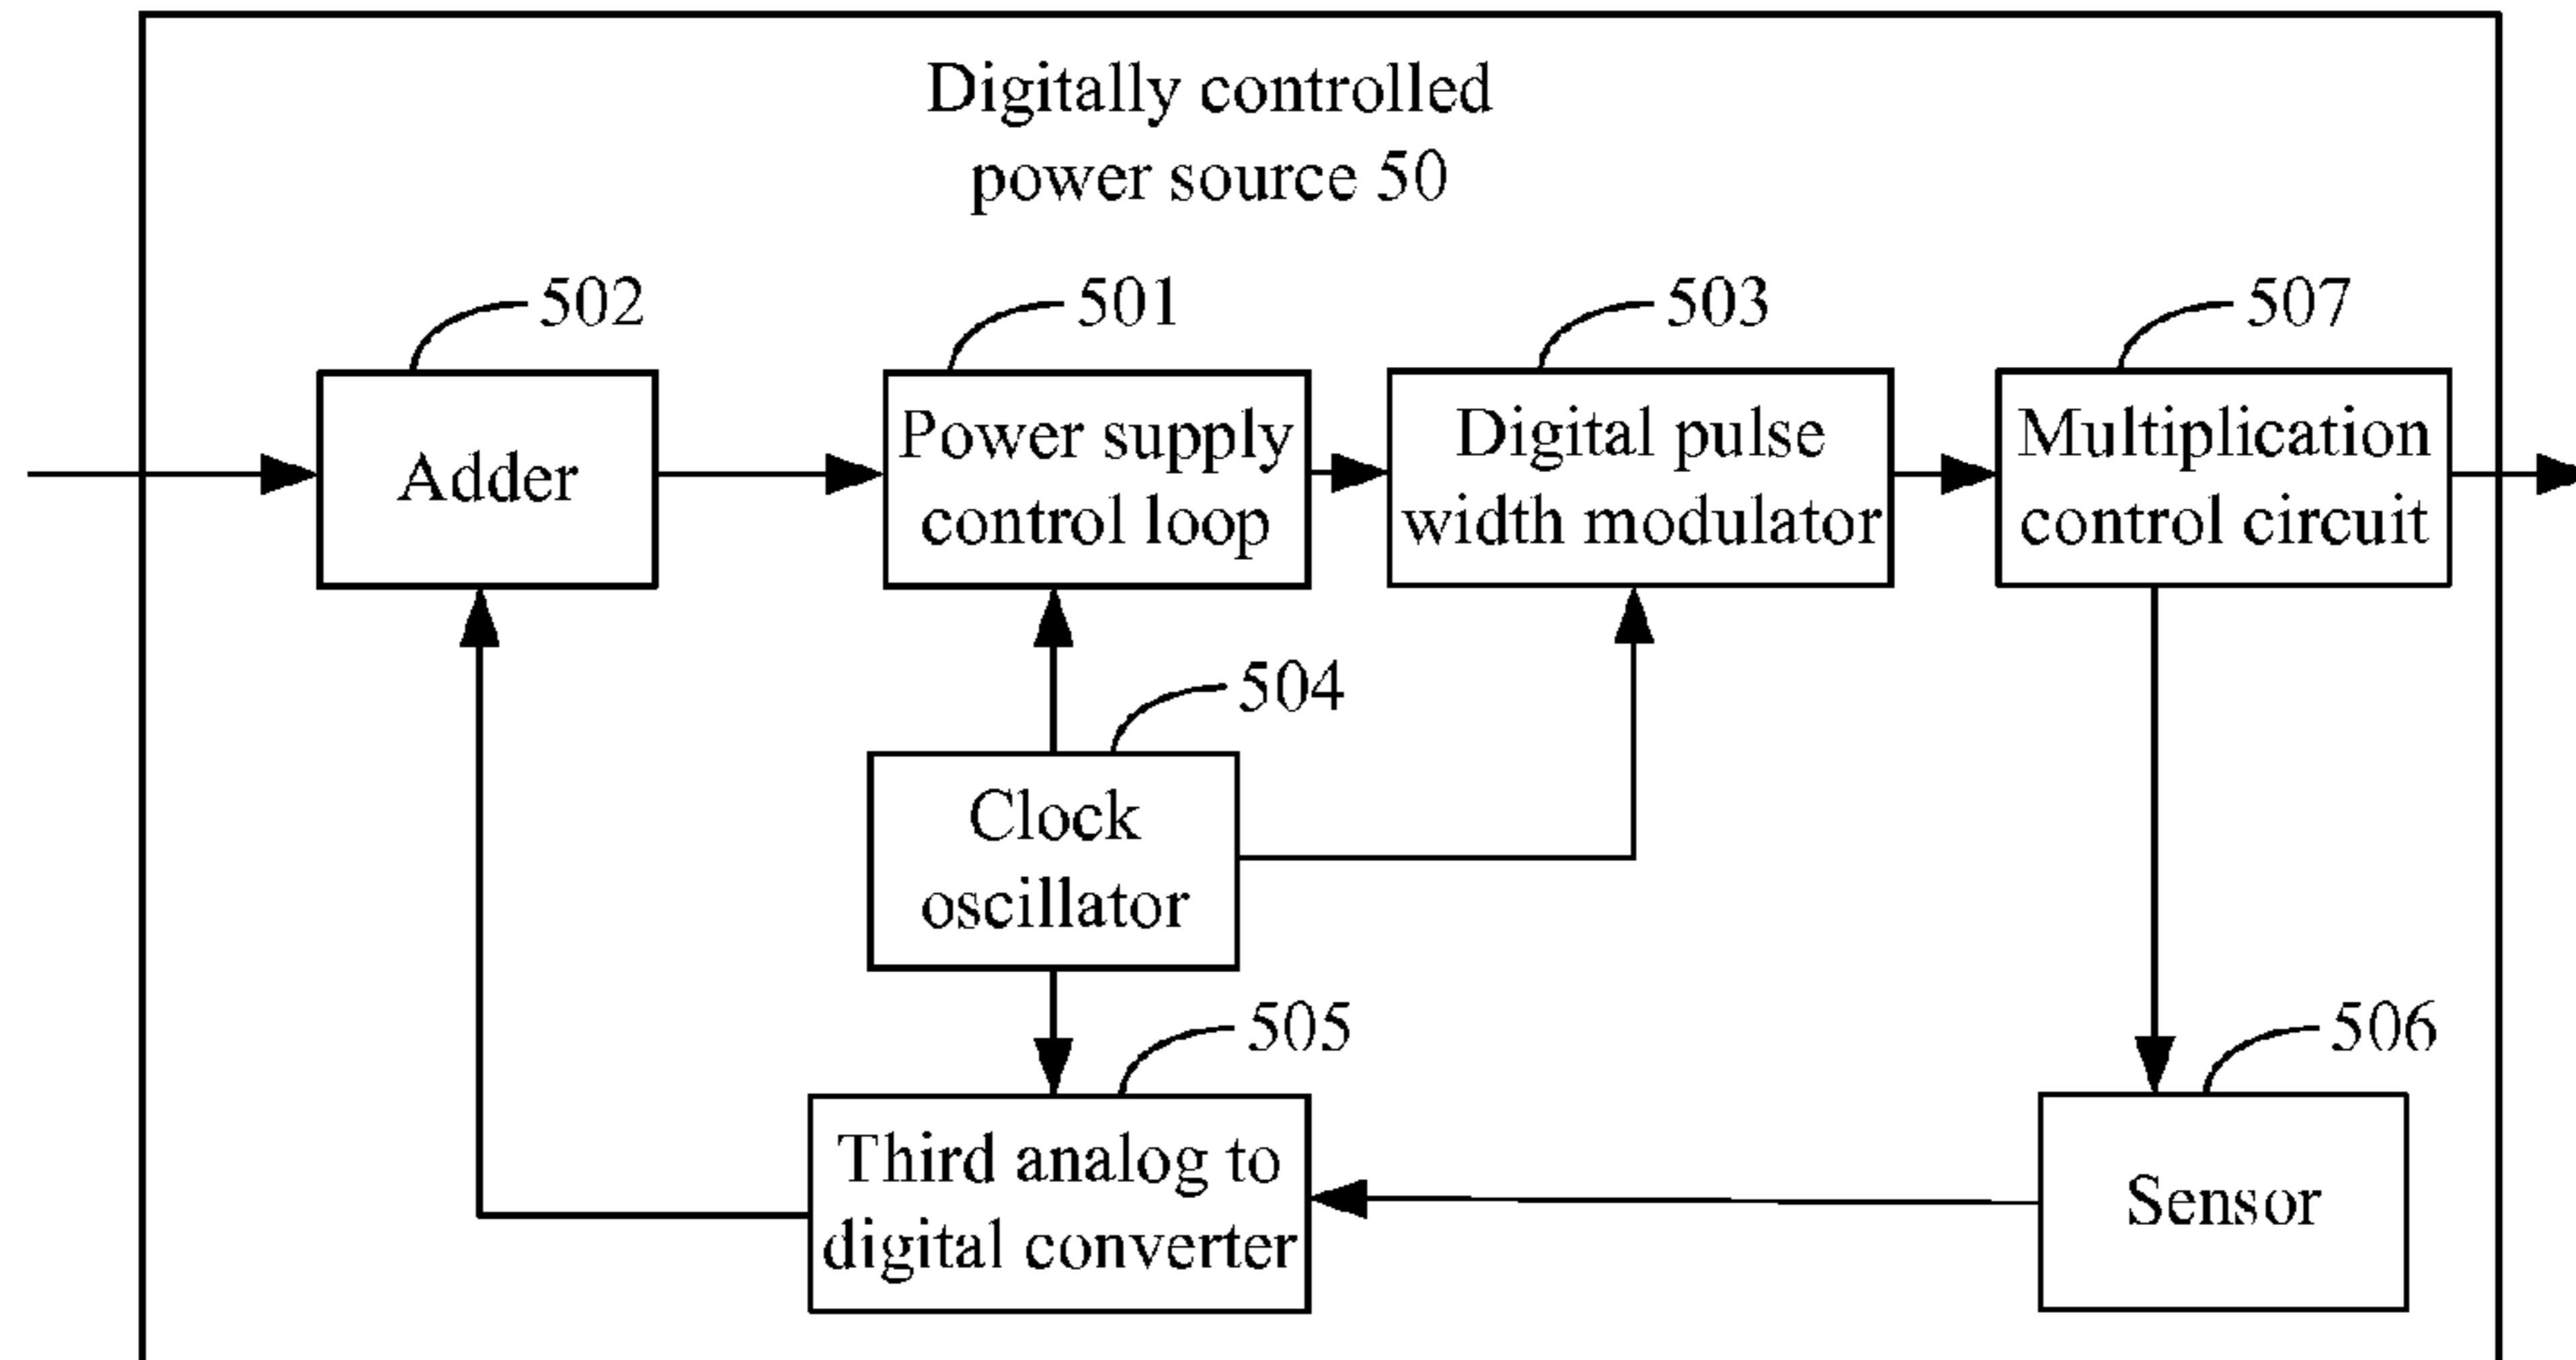 Digitally controlled
power source 50
502
501
503
507
Adder
Power supply
control loop
Digital pulse
width modulator
Multiplication
control circuit
504
Clock
oscillator
505
506
Third analog to
digital converter
Sensor